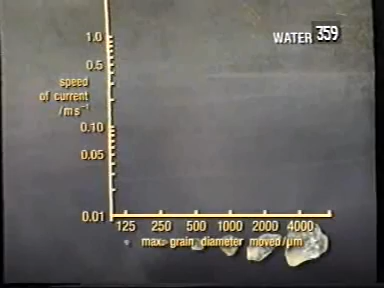 WATER 359
1.0
0.5
speed
of current
/ms⁻¹
0.10
0.05
0.01
125 250 500 1000 2000 4000
max. grain diameter moved/µm